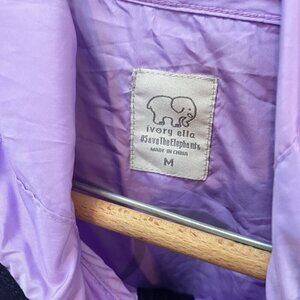 ivory ella
#SaveTheElephants
MADE IN CHINA
M